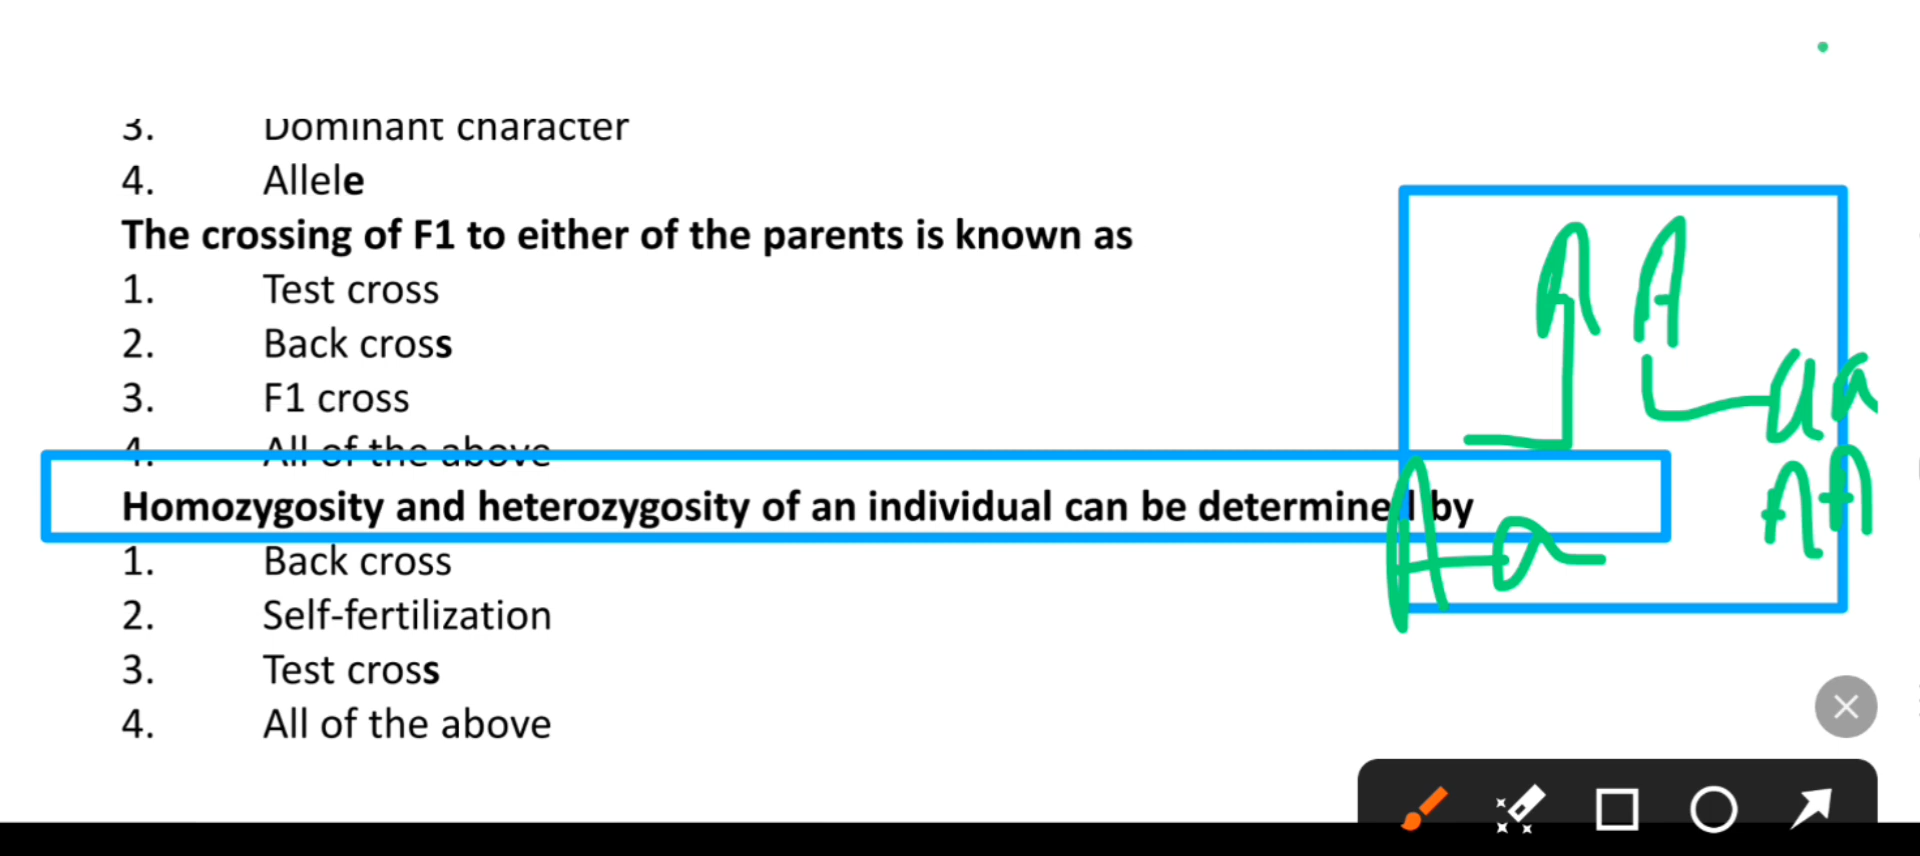 3. Dominant character
4. Allele
The crossing of F1 to either of the parents is known as
1. Test cross
2. Back cross
3. F1 cross
4. All of the above
Homozygosity and heterozygosity of an individual can be determined by
1. Back cross
2. Self-fertilization
3. Test cross
4. All of the above
A A
aa
AA
Aa